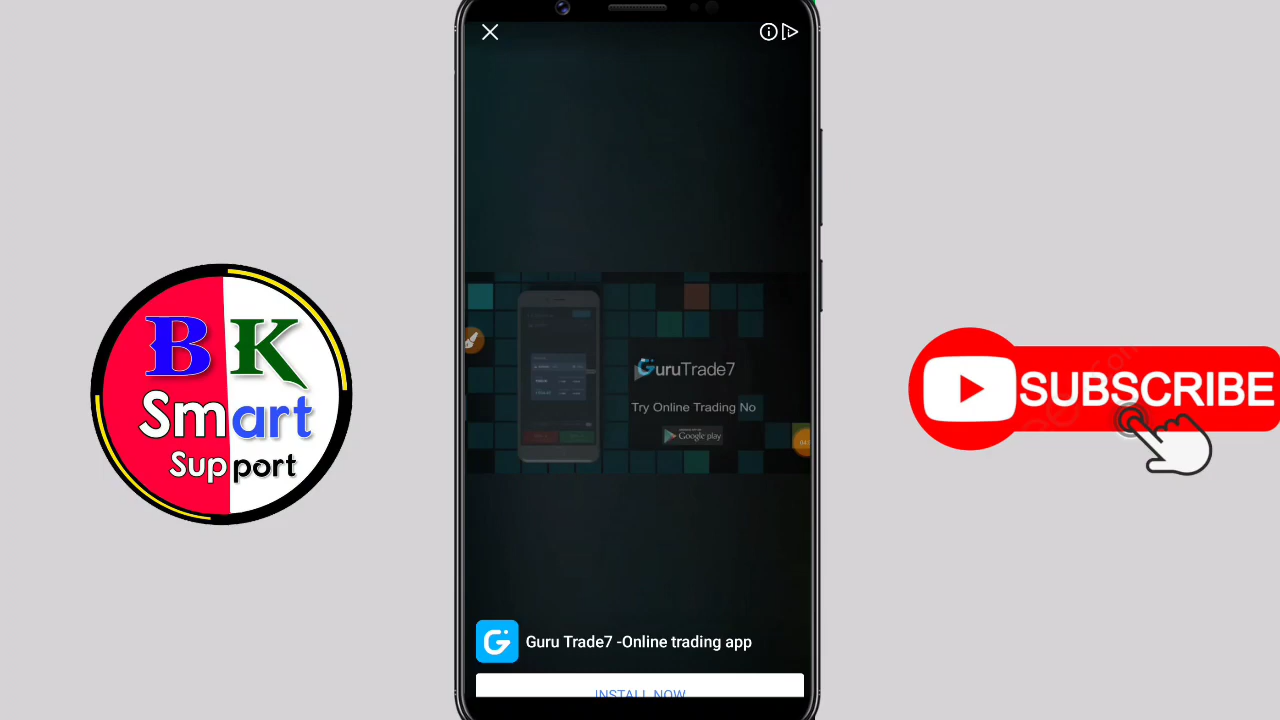 B K
Smart
Support
GuruTrade7
Try Online Trading No
Google play
Guru Trade7 -Online trading app
INSTALL NOW
SUBSCRIBE